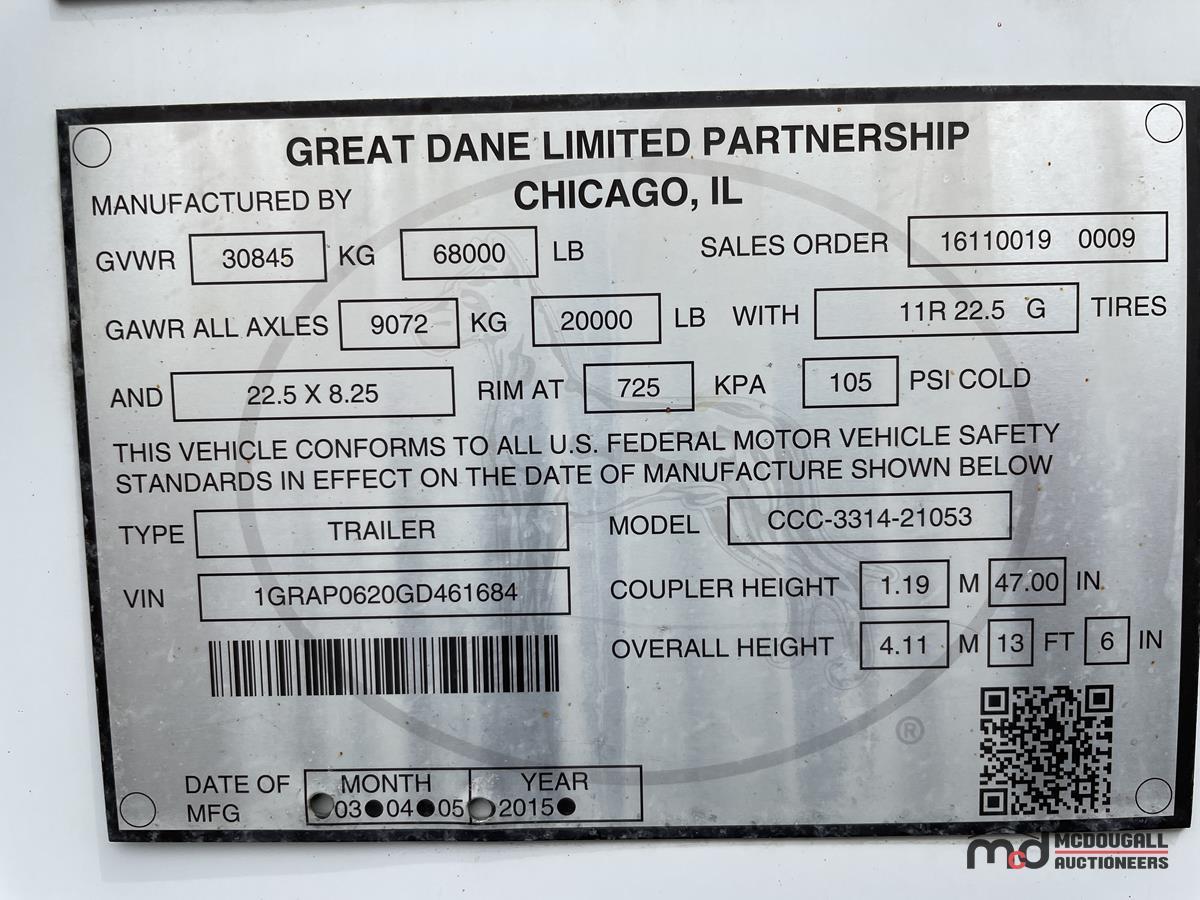 GREAT DANE LIMITED PARTNERSHIP
MANUFACTURED BY CHICAGO, IL
GVWR 30845 KG 68000 LB SALES ORDER 16110019 0009
GAWR ALL AXLES 9072 KG 20000 LB WITH 11R 22.5 G TIRES
AND 22.5 X 8.25 RIM AT 725 KPA 105 PSI COLD
THIS VEHICLE CONFORMS TO ALL U.S. FEDERAL MOTOR VEHICLE SAFETY
STANDARDS IN EFFECT ON THE DATE OF MANUFACTURE SHOWN BELOW
TYPE TRAILER MODEL CCC-3314-21053
VIN 1GRAP0620GD461684 COUPLER HEIGHT 1.19 M 47.00 IN
OVERALL HEIGHT 4.11 M 13 FT 6 IN
®
DATE OF MFG MONTH YEAR
03●04●05 2015●
mcd MCDOUGALL
AUCTIONEERS